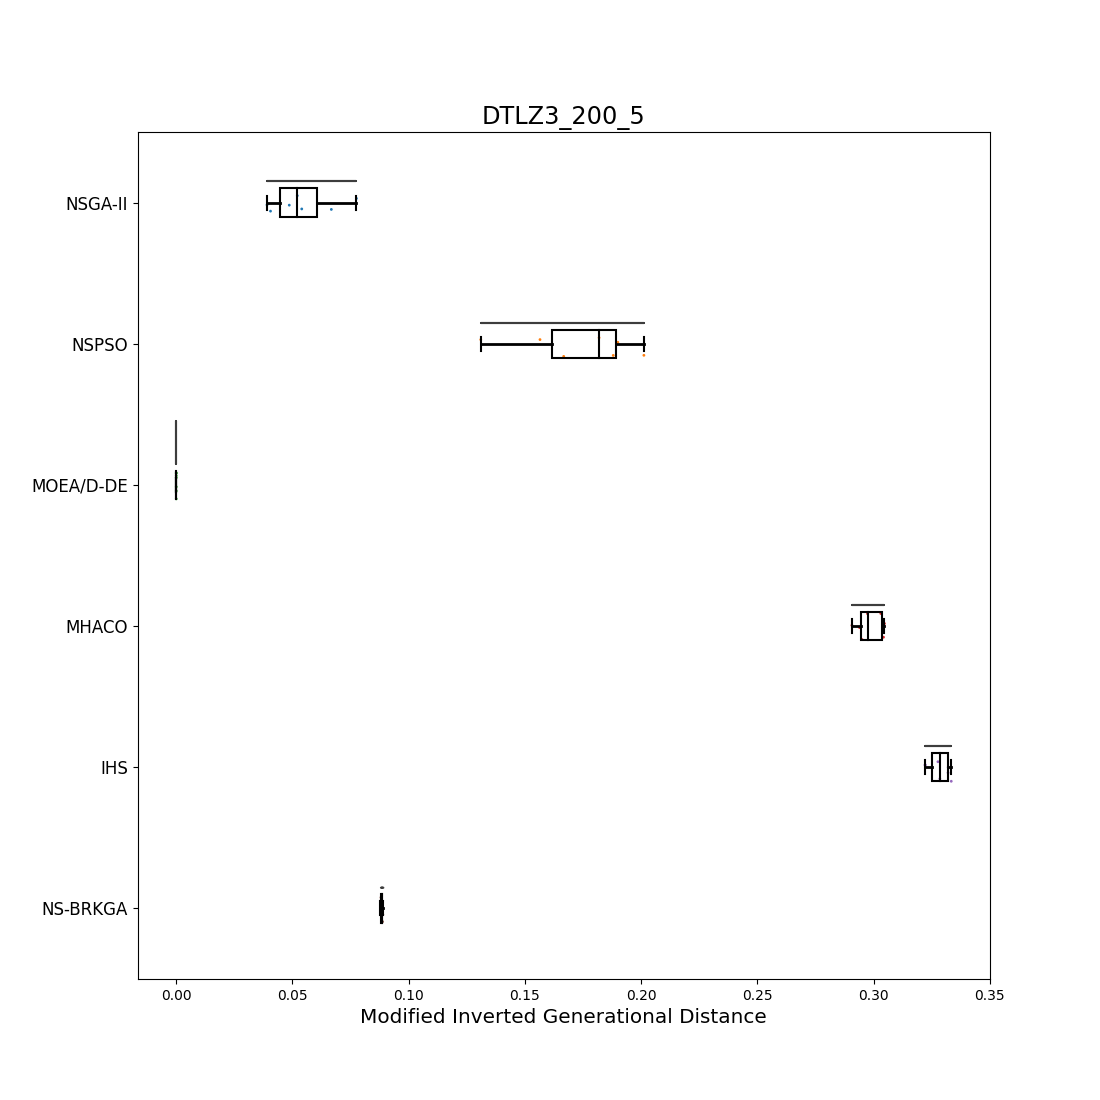 DTLZ3_200_5
NSGA-II
NSPSO
MOEA/D-DE
MHACO
IHS
NS-BRKGA
0.00 0.05 0.10 0.15 0.20 0.25 0.30 0.35
Modified Inverted Generational Distance